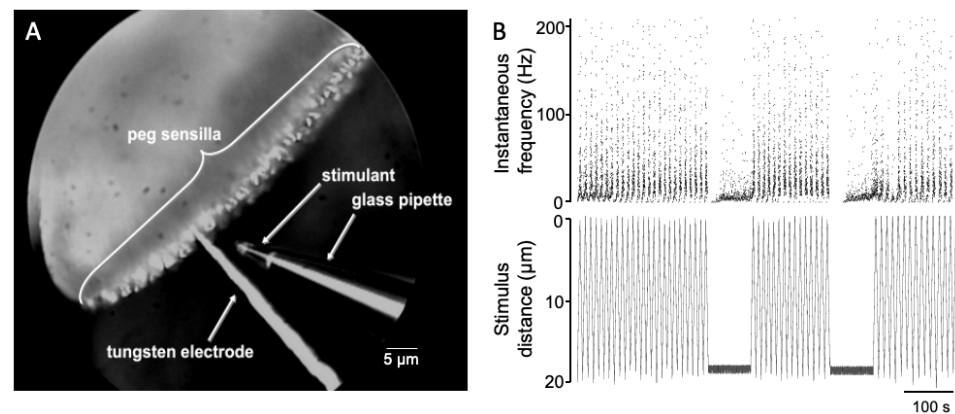 A
peg sensilla
stimulant
glass pipette
tungsten electrode
5 µm
B
Instantaneous
frequency (Hz)
200
100
0
Stimulus
distance (µm)
0
10
20
100 s